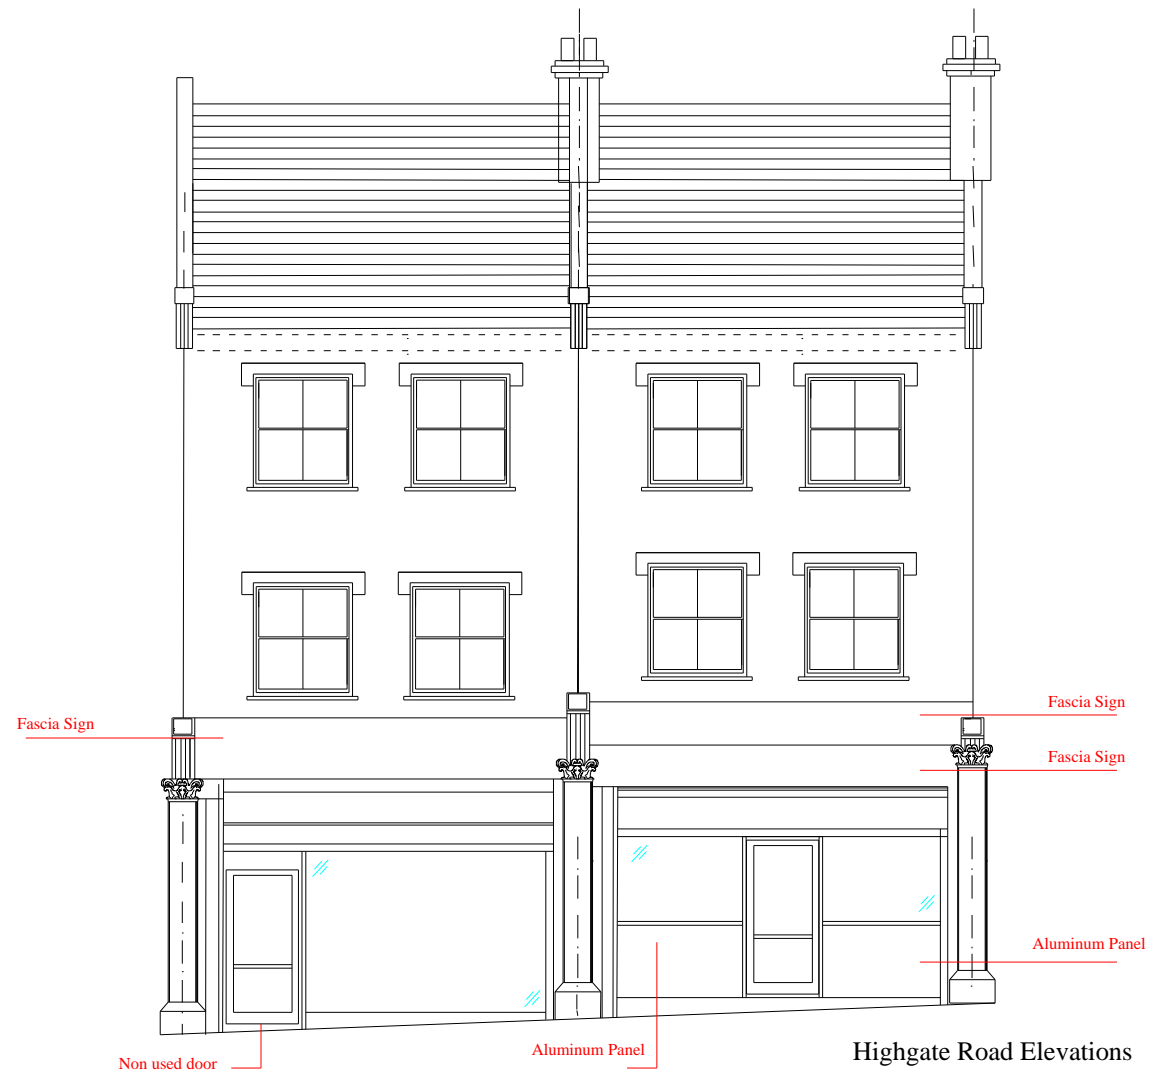 Fascia Sign
Fascia Sign
Fascia Sign
Aluminum Panel
Aluminum Panel
Non used door
Highgate Road Elevations